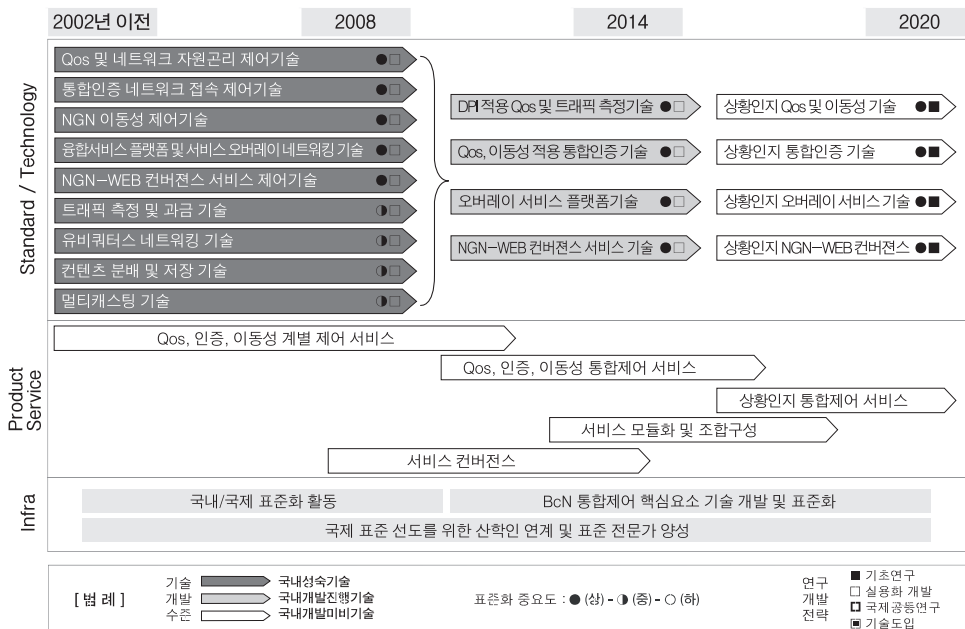 2002년 이전
2008
2014
2020
Standard / Technology
Qos 및 네트워크 자원곤리 제어기술 ●□
통합인증 네트워크 접속 제어기술 ●□
NGN 이동성 제어기술 ●□
융합서비스 플랫폼 및 서비스 오버레이 네트워킹 기술 ●□
NGN-WEB 컨버젼스 서비스 제어기술 ●□
트래픽 측정 및 과금 기술 ◑□
유비쿼터스 네트워킹 기술 ◑□
컨텐츠 분배 및 저장 기술 ◑□
멀티캐스팅 기술 ◑□
DPI 적용 Qos 및 트래픽 측정기술 ●□
Qos, 이동성 적용 통합인증 기술 ●□
오버레이 서비스 플랫폼기술 ●□
NGN-WEB 컨버젼스 서비스 기술 ●□
상황인지 Qos 및 이동성 기술 ●■
상황인지 통합인증 기술 ●■
상황인지 오버레이 서비스 기술 ●■
상황인지 NGN-WEB 컨버젼스 ●■
Product Service
Qos, 인증, 이동성 계별 제어 서비스
Qos, 인증, 이동성 통합제어 서비스
상황인지 통합제어 서비스
서비스 모듈화 및 조합구성
서비스 컨버전스
Infra
국내/국제 표준화 활동
BcN 통합제어 핵심요소 기술 개발 및 표준화
국제 표준 선도를 위한 산학인 연계 및 표준 전문가 양성
[범 례]
기술 개발 수준
국내성숙기술
국내개발진행기술
국내개발미비기술
표준화 중요도 : ● (상) - ◑ (중) - ○ (하)
연구 개발 전략
■ 기초연구
□ 실용화 개발
국제공등연구
▣ 기술도입